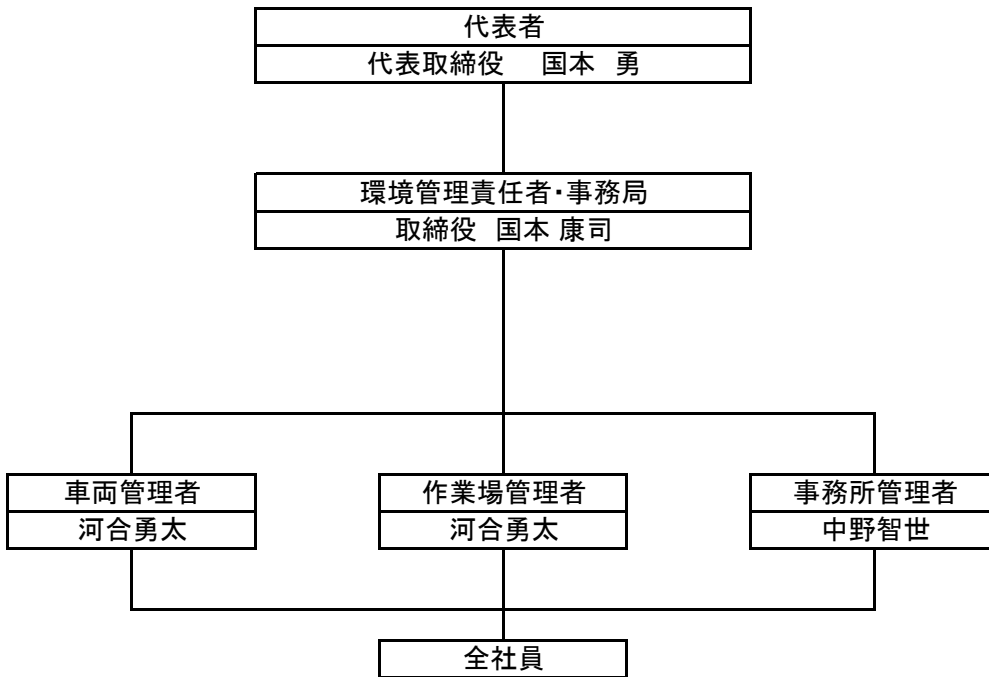 代表者
代表取締役　国本　勇
環境管理責任者・事務局
取締役　国本 康司
車両管理者
河合勇太
作業場管理者
河合勇太
事務所管理者
中野智世
全社員